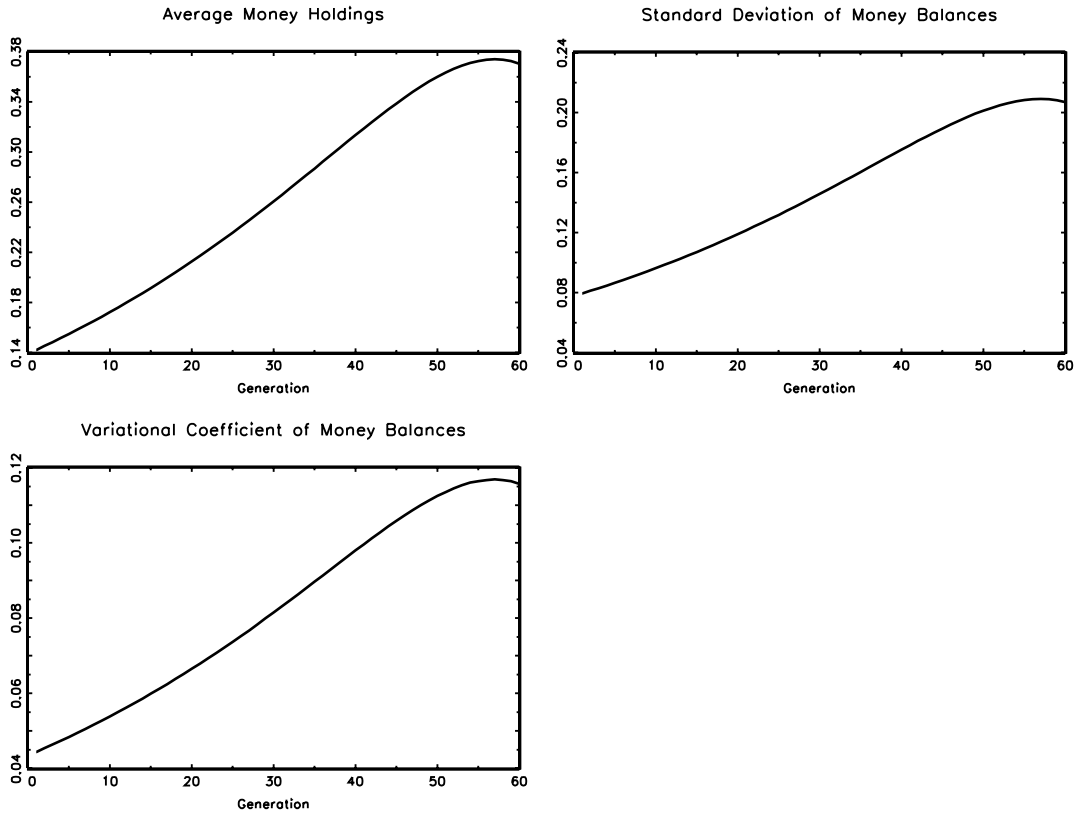 Average Money Holdings
0.38
0.34
0.30
0.26
0.22
0.18
0.14
0 10 20 30 40 50 60
Generation
Standard Deviation of Money Balances
0.24
0.20
0.16
0.12
0.08
0.04
0 10 20 30 40 50 60
Generation
Variational Coefficient of Money Balances
0.12
0.10
0.08
0.06
0.04
0 10 20 30 40 50 60
Generation